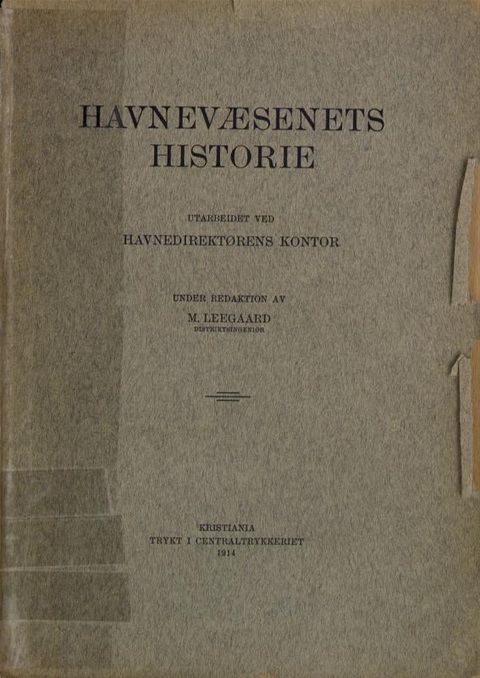 HAVNEVÆSENETS
HISTORIE
UTARBEIDET VED
HAVNEDIREKTØRENS KONTOR
UNDER REDAKTION AV
M. LEEGAARD
DISTRIKTSINGENIØR
KRISTIANIA
TRYKT I CENTRALTRYKKERIET
1914